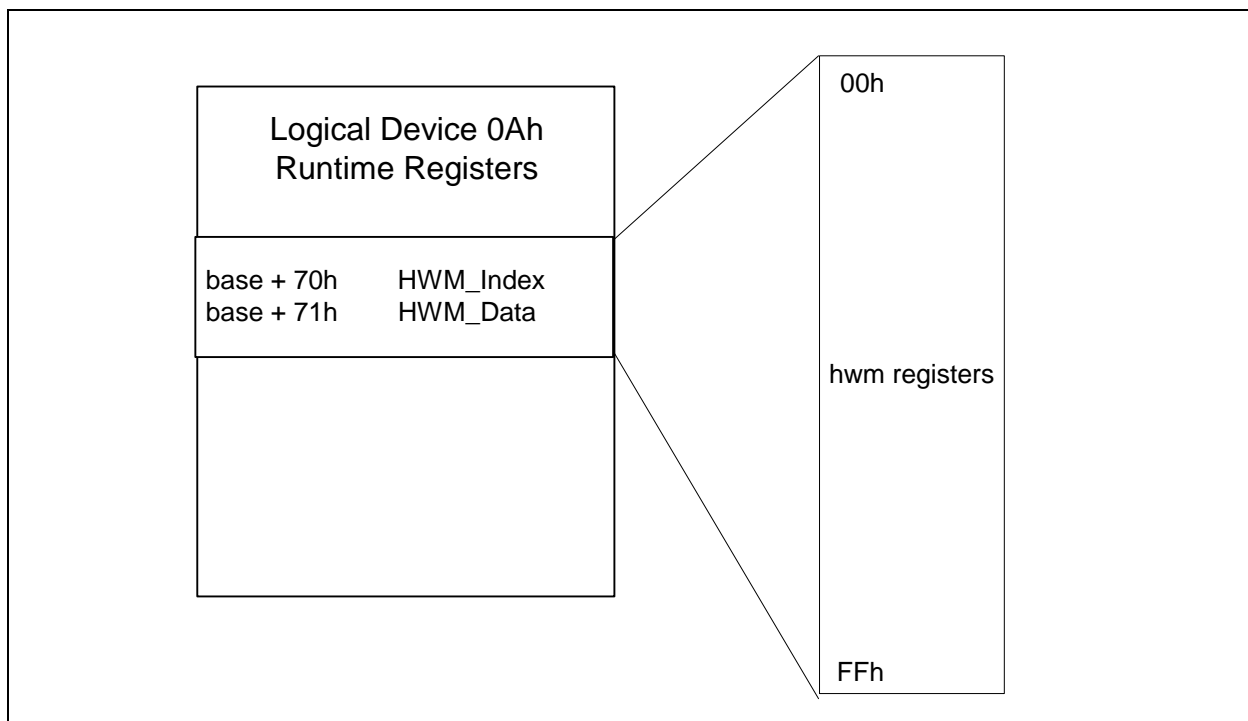 Logical Device 0Ah
Runtime Registers
base + 70h HWM_Index
base + 71h HWM_Data
00h
hwm registers
FFh